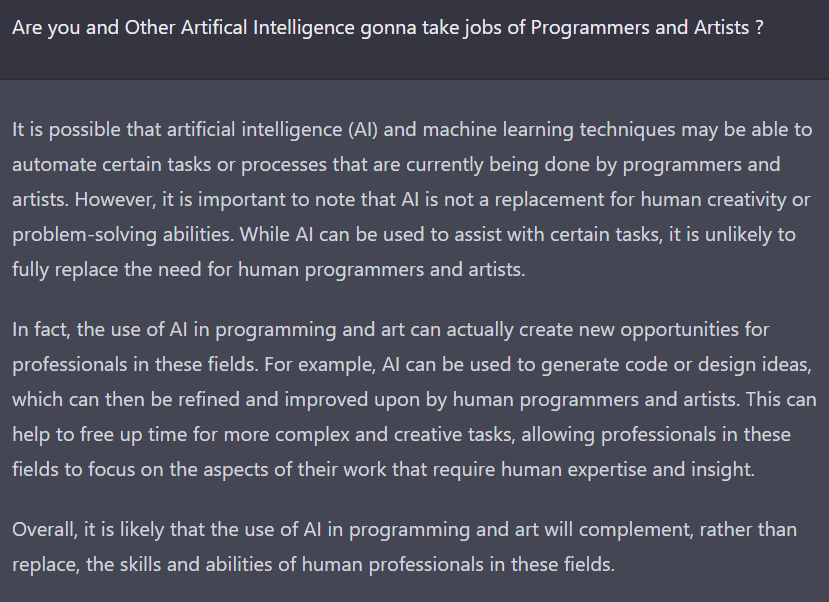 Are you and Other Artifical Intelligence gonna take jobs of Programmers and Artists ?
It is possible that artificial intelligence (AI) and machine learning techniques may be able to
automate certain tasks or processes that are currently being done by programmers and
artists. However, it is important to note that AI is not a replacement for human creativity or
problem-solving abilities. While AI can be used to assist with certain tasks, it is unlikely to
fully replace the need for human programmers and artists.
In fact, the use of AI in programming and art can actually create new opportunities for
professionals in these fields. For example, AI can be used to generate code or design ideas,
which can then be refined and improved upon by human programmers and artists. This can
help to free up time for more complex and creative tasks, allowing professionals in these
fields to focus on the aspects of their work that require human expertise and insight.
Overall, it is likely that the use of AI in programming and art will complement, rather than
replace, the skills and abilities of human professionals in these fields.